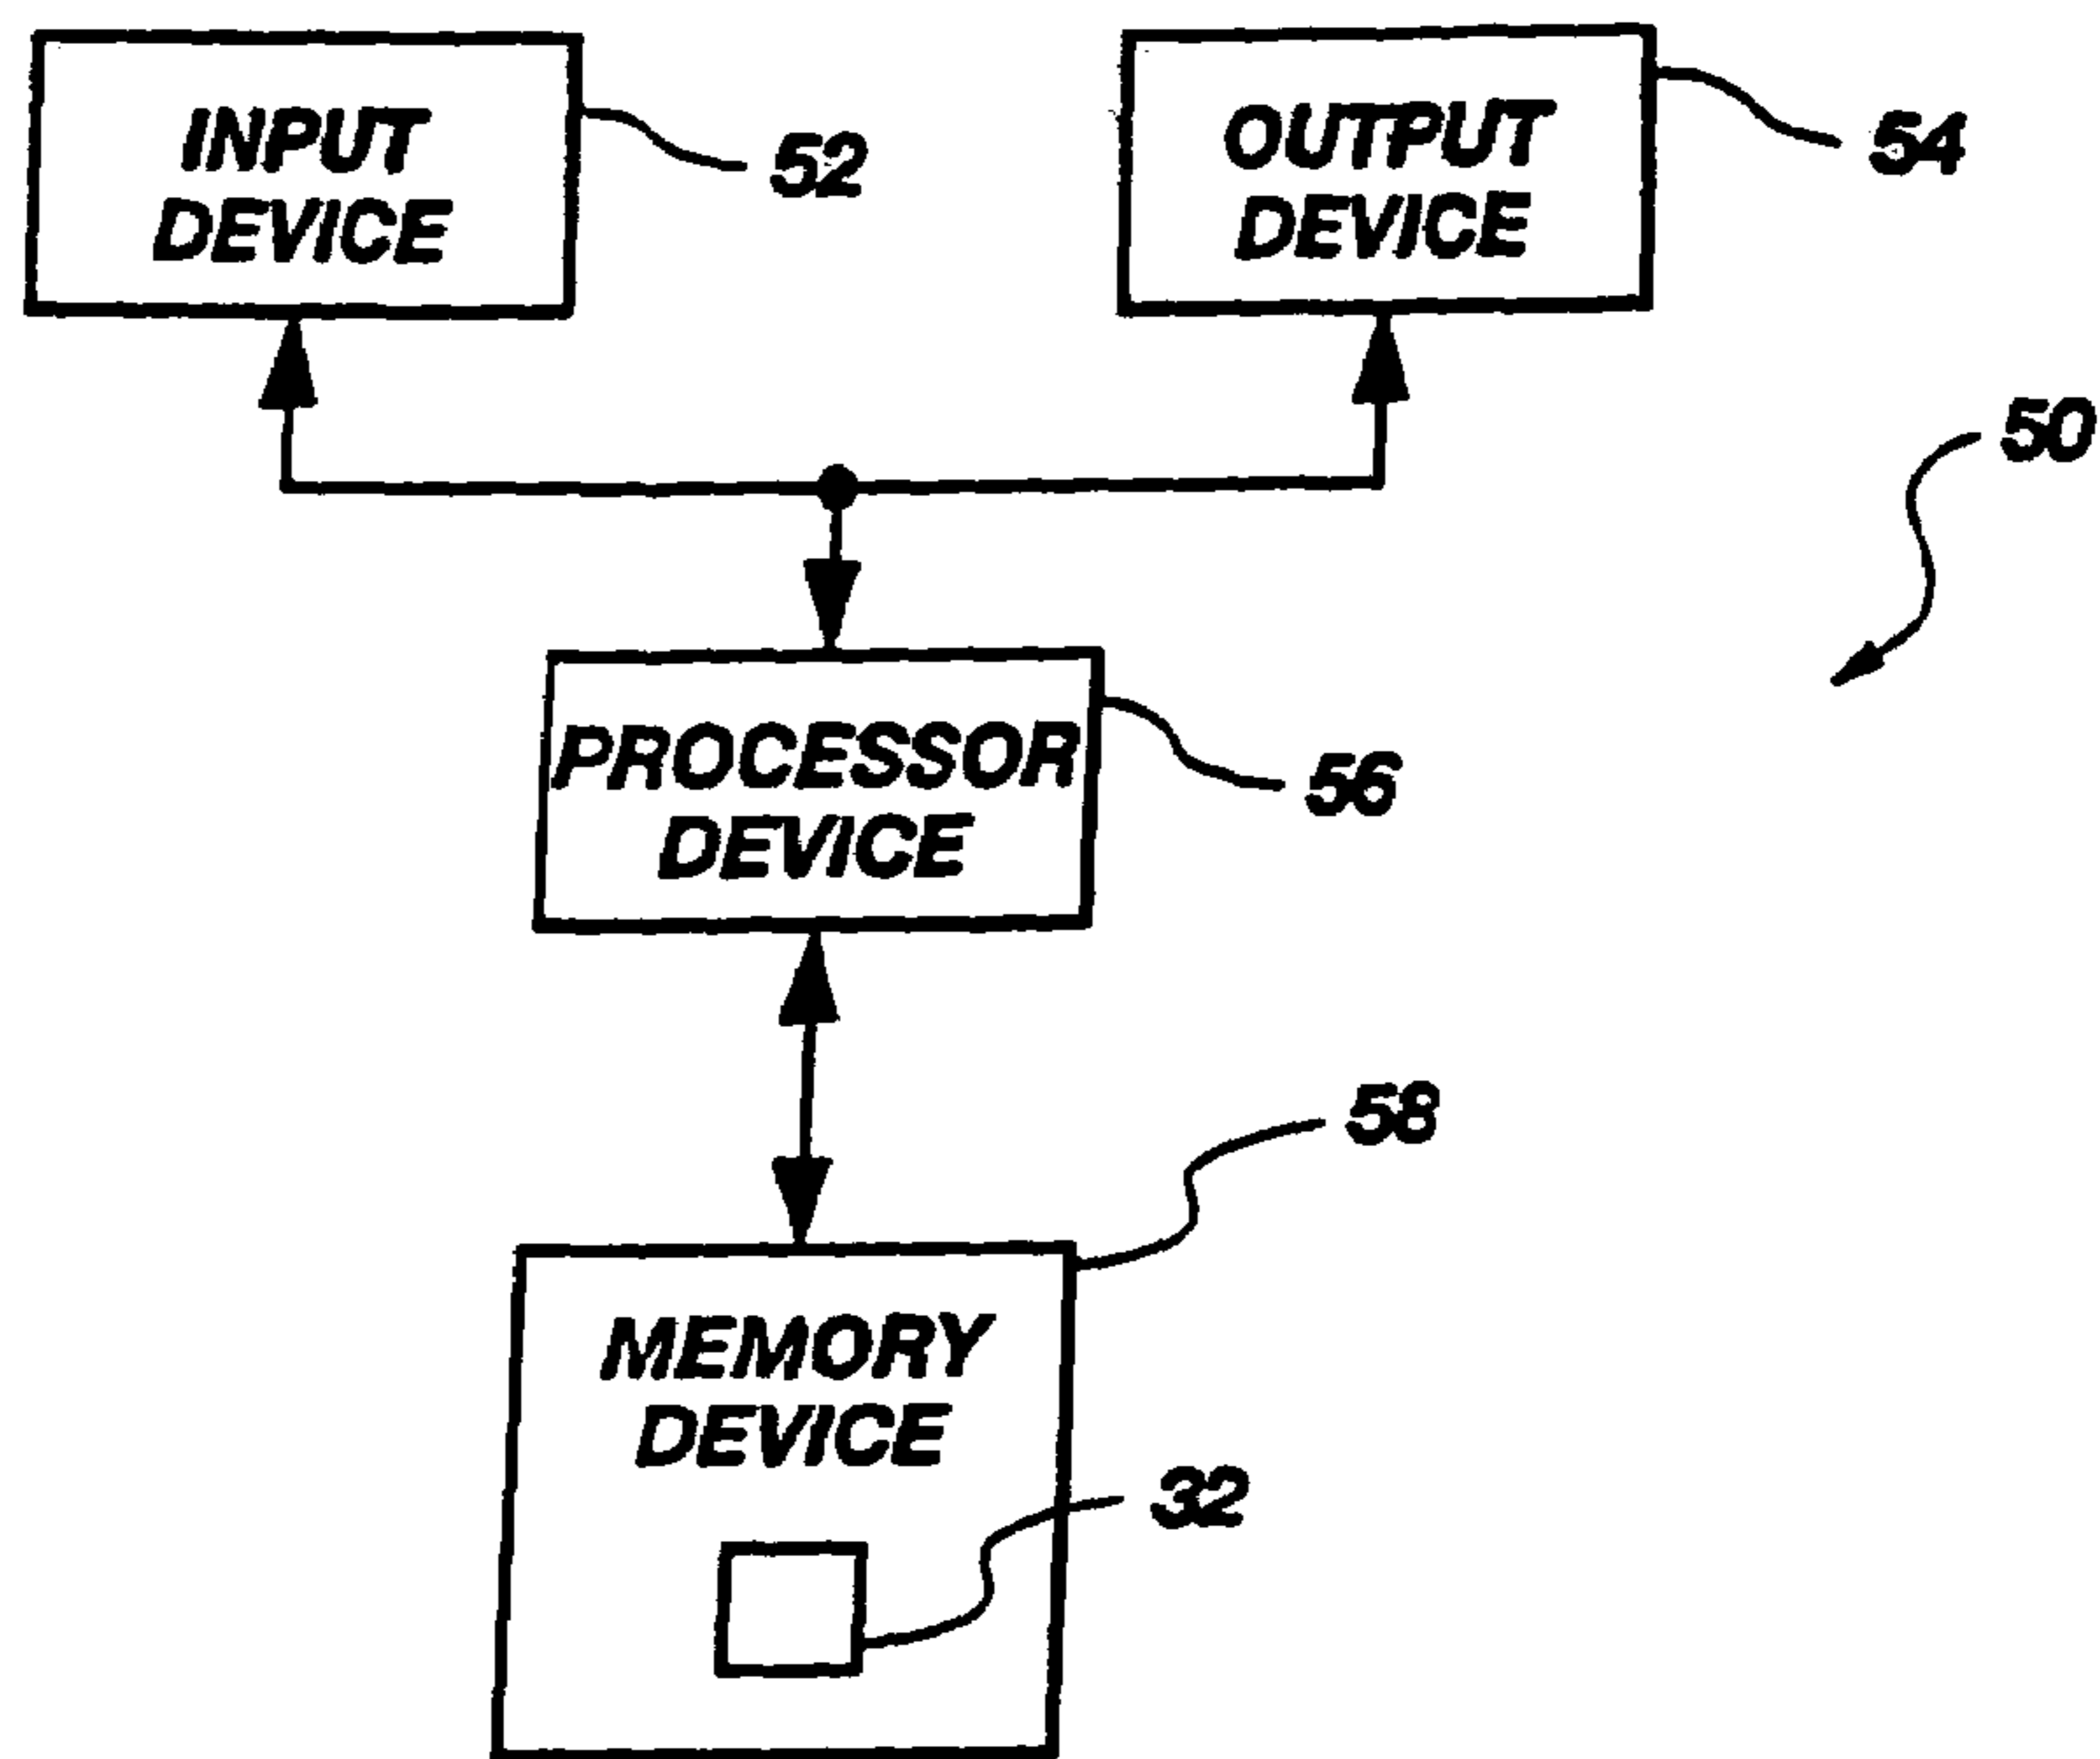 INPUT
DEVICE
52
OUTPUT
DEVICE
54
50
PROCESSOR
DEVICE
56
58
MEMORY
DEVICE
32